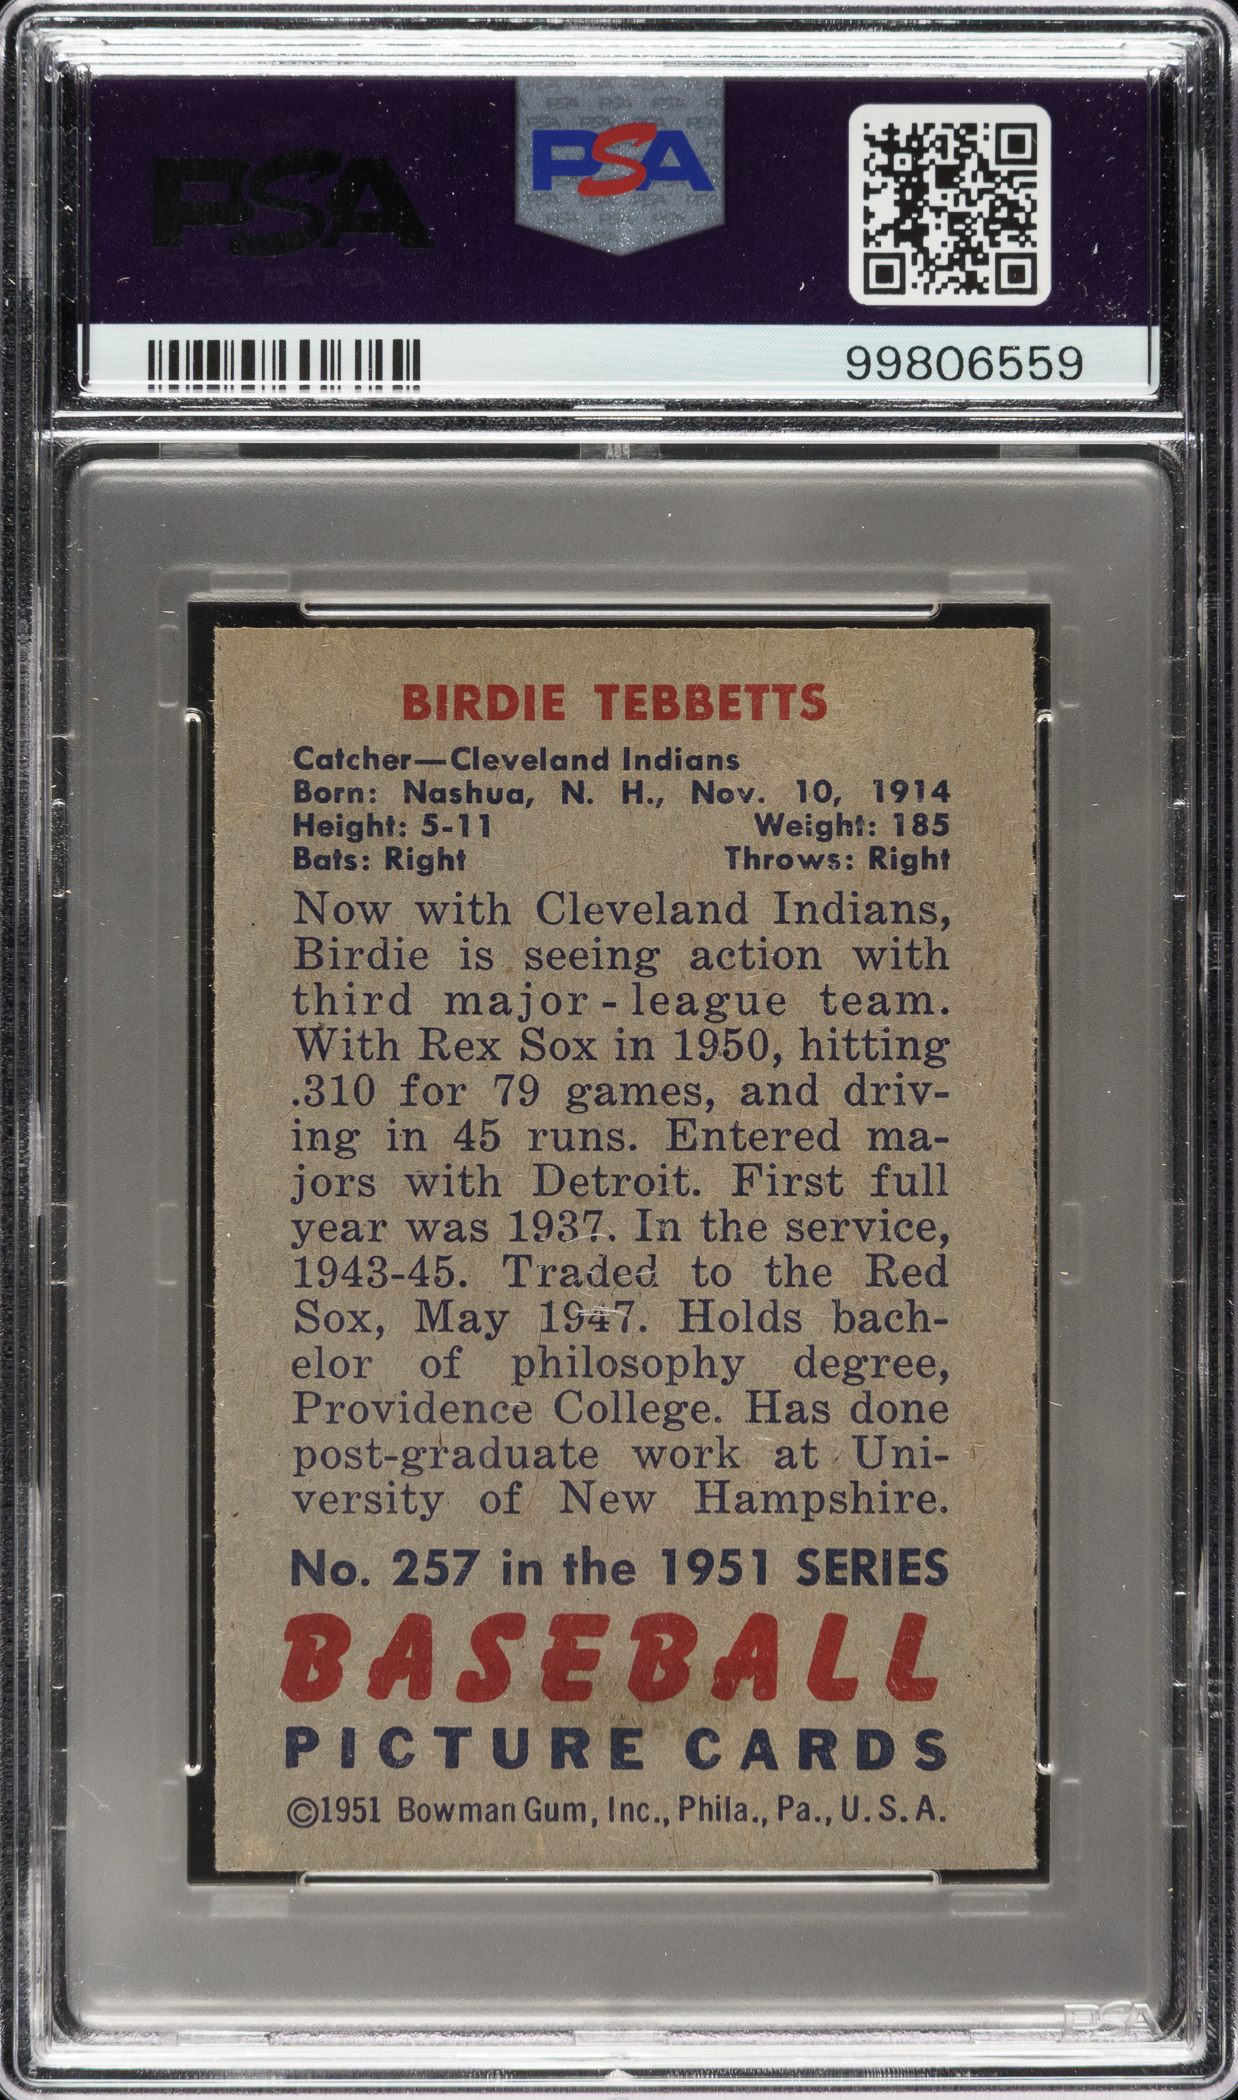 PSA
PSA
99806559
BIRDIE TEBBETTS
Catcher—Cleveland Indians
Born: Nashua, N. H., Nov. 10, 1914
Height: 5-11 Weight: 185
Bats: Right Throws: Right
Now with Cleveland Indians,
Birdie is seeing action with
third major-league team.
With Rex Sox in 1950, hitting
.310 for 79 games, and driv-
ing in 45 runs. Entered ma-
jors with Detroit. First full
year was 1937. In the service,
1943-45. Traded to the Red
Sox, May 1947. Holds bach-
elor of philosophy degree,
Providence College. Has done
post-graduate work at Uni-
versity of New Hampshire.
No. 257 in the 1951 SERIES
BASEBALL
PICTURE CARDS
©1951 Bowman Gum, Inc., Phila., Pa., U.S.A.
PSA